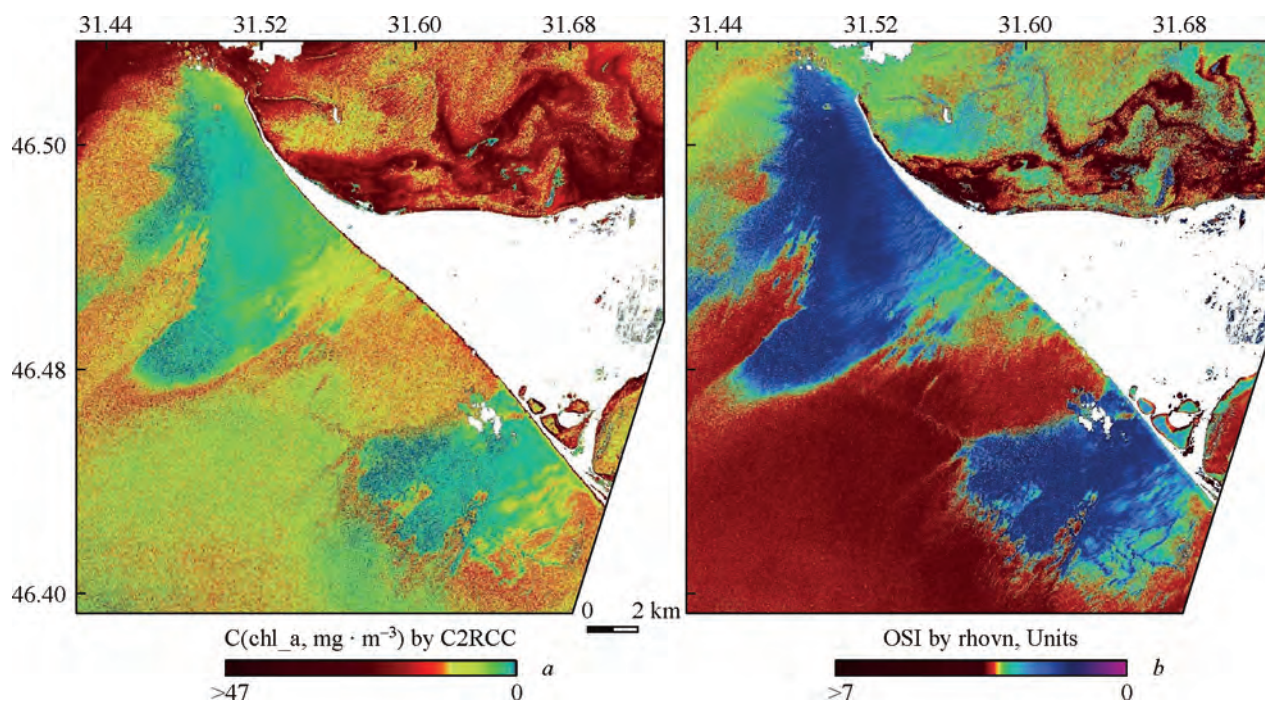 31.44 31.52 31.60 31.68 31.44 31.52 31.60 31.68
46.50
46.48
46.40
0 2 km
C(chl_a, mg · m⁻³) by C2RCC OSI by rhovn, Units
a b
>47 0 >7 0